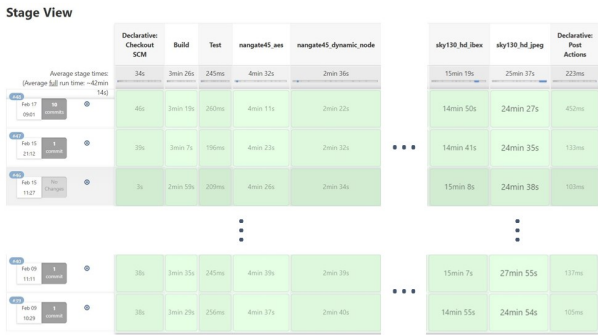 Stage View
Declarative: Checkout SCM Build Test nangate45_aes nangate45_dynamic_node sky130_hd_ibex sky130_hd_jpeg Declarative: Post Actions
Average stage times: 34s 3min 26s 245ms 4min 32s 2min 36s 15min 19s 25min 37s 223ms
(Average full run time: ~42min
14s)
#48
Feb 17 09:01 10 commits 46s 3min 19s 260ms 4min 11s 2min 22s 14min 50s 24min 27s 452ms
#47
Feb 15 21:12 1 commit 39s 3min 7s 196ms 4min 23s 2min 32s 14min 41s 24min 35s 133ms
#46
Feb 15 11:27 No Changes 3s 2min 59s 209ms 4min 26s 2min 34s 15min 8s 24min 38s 103ms
#40
Feb 09 11:11 1 commit 38s 3min 35s 245ms 4min 39s 2min 39s 15min 7s 27min 55s 137ms
#39
Feb 09 10:29 1 commit 38s 3min 29s 256ms 4min 37s 2min 40s 14min 55s 24min 54s 105ms